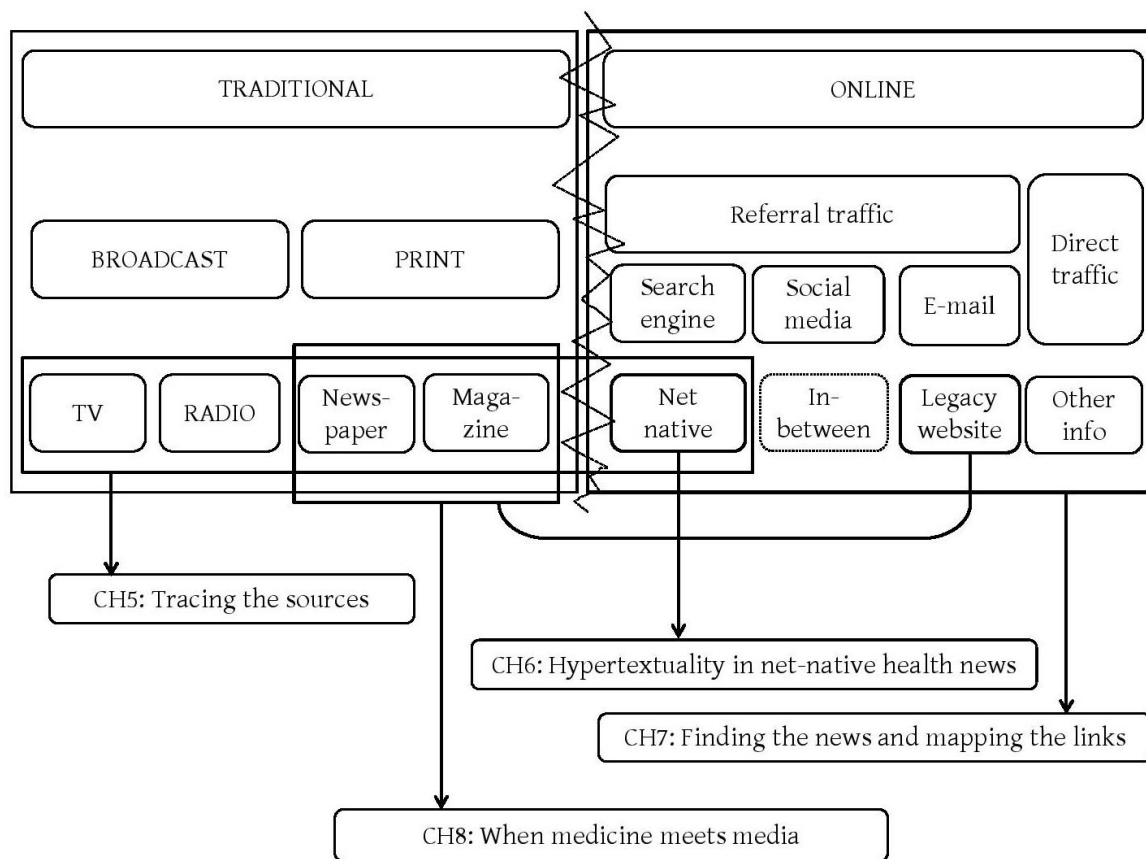 TRADITIONAL
ONLINE
BROADCAST
PRINT
Referral traffic
Direct
traffic
Search
engine
Social
media
E-mail
TV
RADIO
News-
paper
Maga-
zine
Net
native
In-
between
Legacy
website
Other
info
CH5: Tracing the sources
CH6: Hypertextuality in net-native health news
CH7: Finding the news and mapping the links
CH8: When medicine meets media